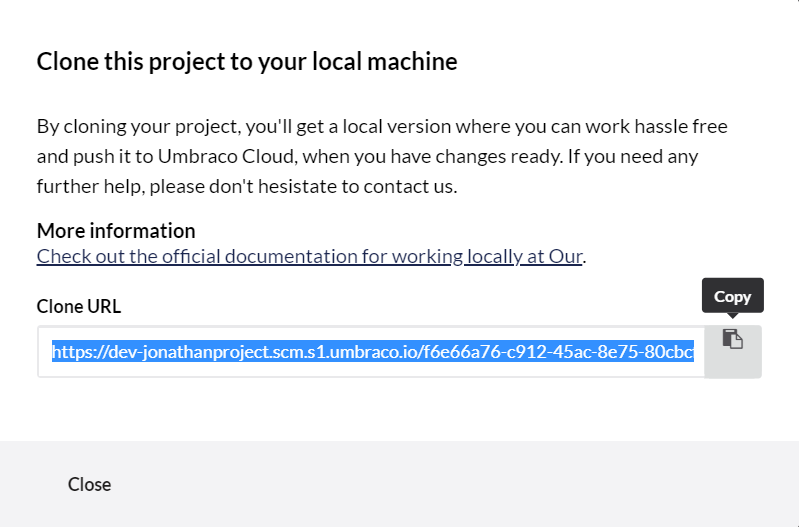 Clone this project to your local machine
By cloning your project, you'll get a local version where you can work hassle free
and push it to Umbraco Cloud, when you have changes ready. If you need any
further help, please don't hesistate to contact us.
More information
Check out the official documentation for working locally at Our.
Copy
Clone URL
https://dev-jonathanproject.scm.s1.umbraco.io/f6e66a76-c912-45ac-8e75-80cbc
Close